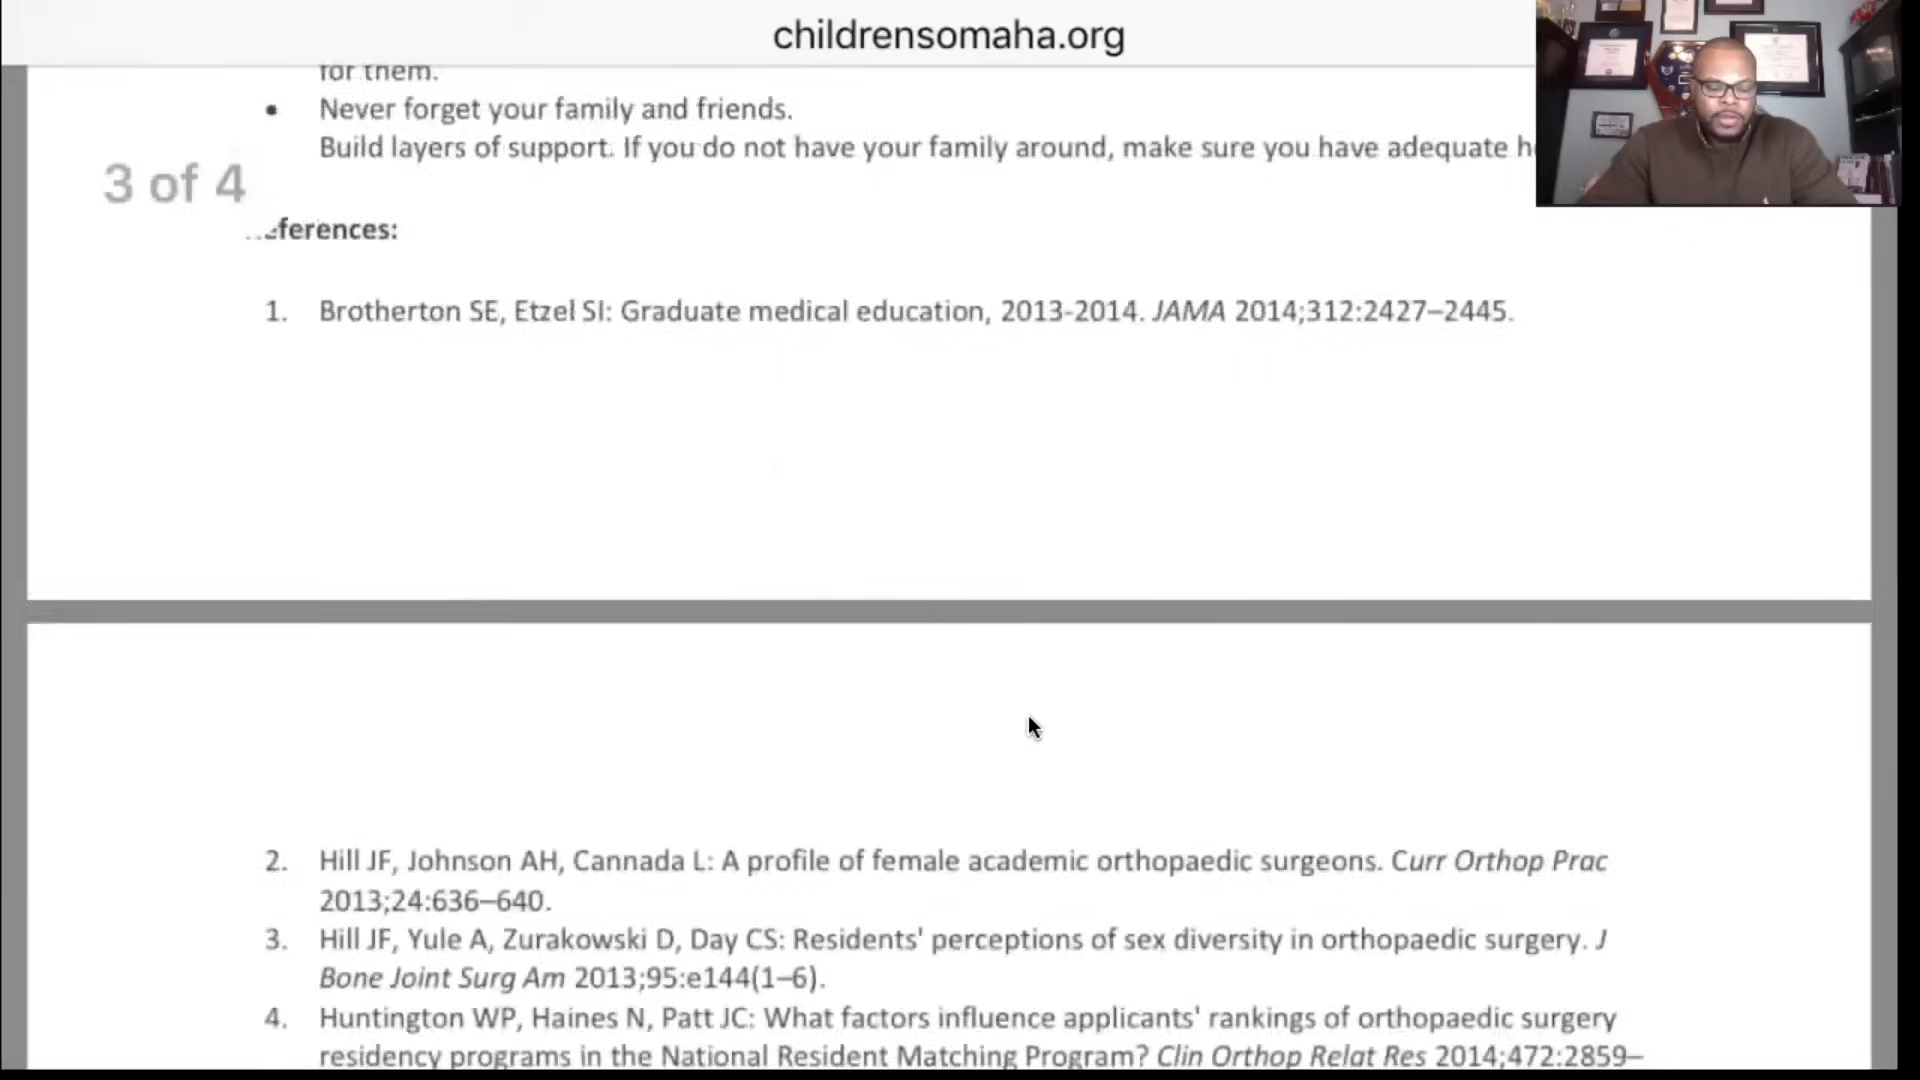 childrensomaha.org
for them.
• Never forget your family and friends.
Build layers of support. If you do not have your family around, make sure you have adequate
3 of 4
ferences:
1. Brotherton SE, Etzel SI: Graduate medical education, 2013-2014. JAMA 2014;312:2427–2445.
2. Hill JF, Johnson AH, Cannada L: A profile of female academic orthopaedic surgeons. Curr Orthop Prac
2013;24:636–640.
3. Hill JF, Yule A, Zurakowski D, Day CS: Residents' perceptions of sex diversity in orthopaedic surgery. J
Bone Joint Surg Am 2013;95:e144(1–6).
4. Huntington WP, Haines N, Patt JC: What factors influence applicants' rankings of orthopaedic surgery
residency programs in the National Resident Matching Program? Clin Orthop Relat Res 2014;472:2859–